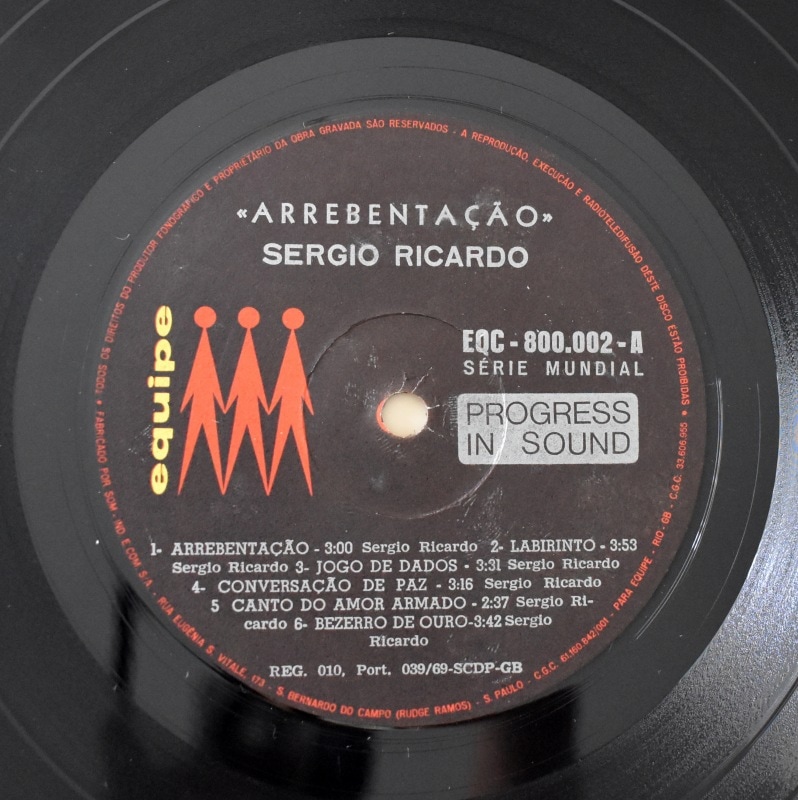 «ARREBENTAÇÃO»
SERGIO RICARDO
equipe
EQC - 800.002 - A
SÉRIE MUNDIAL
PROGRESS
IN SOUND
1- ARREBENTAÇÃO - 3:00 Sergio Ricardo 2- LABIRINTO - 3:53
Sergio Ricardo 3- JOGO DE DADOS - 3:31 Sergio Ricardo
4- CONVERSAÇÃO DE PAZ - 3:16 Sergio Ricardo
5 CANTO DO AMOR ARMADO - 2:37 Sergio Ri-
cardo 6- BEZERRO DE OURO-3:42 Sergio
Ricardo
REG. 010, Port. 039/69-SCDP-GB
TODOS OS DIREITOS DO PRODUTOR FONOGRÁFICO E PROPRIETÁRIO DA OBRA GRAVADA SÃO RESERVADOS - A REPRODUÇÃO, EXECUÇÃO E RADIOTELEDIFUSÃO DÊSTE DISCO ESTÃO PROIBIDAS *
* FABRICADO POR SOM - IND E COM S/A - RUA EUGÊNIA S. VITALE, 173 - S. BERNARDO DO CAMPO (RUDGE RAMOS) - S. PAULO - C.G.C. 61.160.842/001 - PARA EQUIPE - RIO - GB - C.G.C. 33.606.955